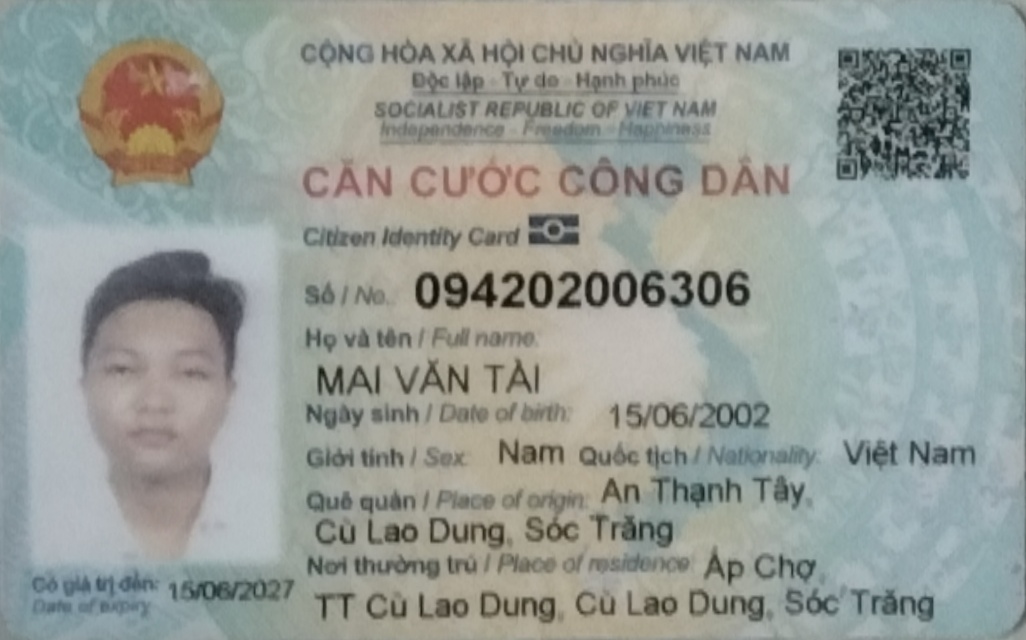 CỘNG HÒA XÃ HỘI CHỦ NGHĨA VIỆT NAM
Độc lập - Tự do - Hạnh phúc
SOCIALIST REPUBLIC OF VIET NAM
Independence - Freedom - Happiness
CĂN CƯỚC CÔNG DÂN
Citizen Identity Card
Số / No.: 094202006306
Họ và tên / Full name:
MAI VĂN TÀI
Ngày sinh / Date of birth: 15/06/2002
Giới tính / Sex: Nam Quốc tịch / Nationality: Việt Nam
Quê quán / Place of origin: An Thạnh Tây,
Cù Lao Dung, Sóc Trăng
Nơi thường trú / Place of residence: Ấp Chợ,
TT Cù Lao Dung, Cù Lao Dung, Sóc Trăng
Có giá trị đến: 15/06/2027
Date of expiry